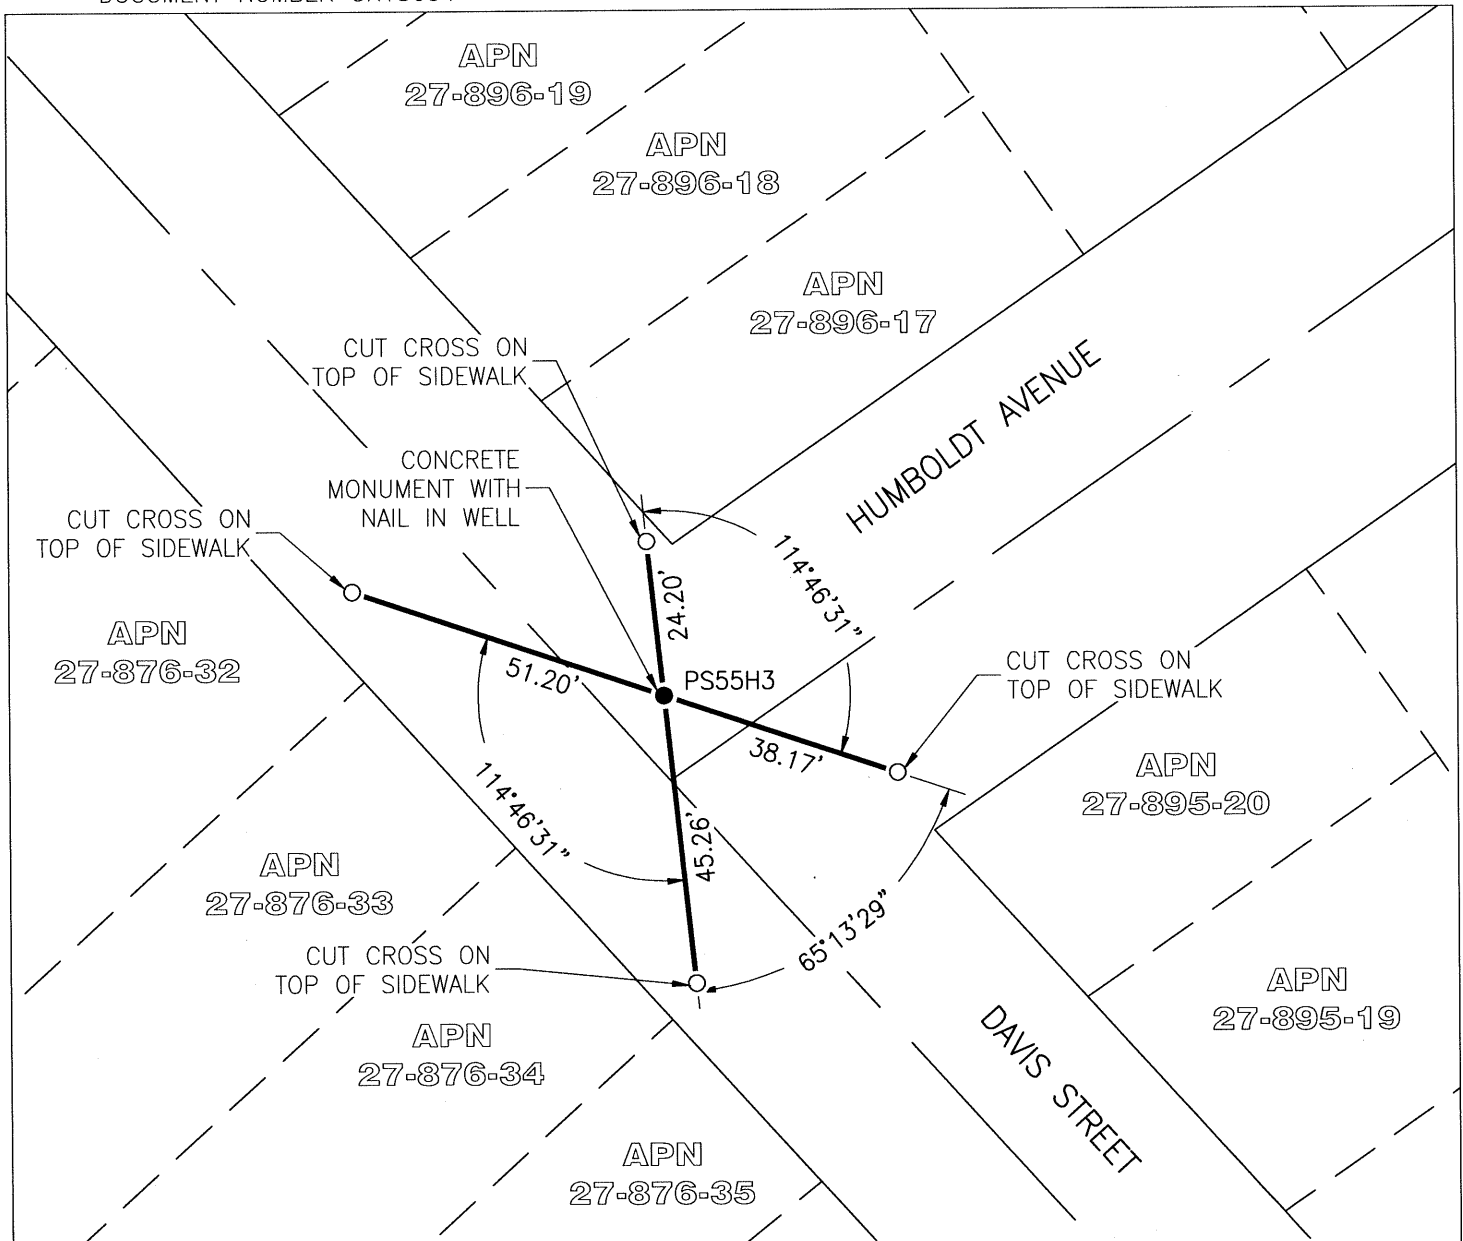 APN
27-896-19
APN
27-896-18
APN
27-896-17
CUT CROSS ON
TOP OF SIDEWALK
HUMBOLDT AVENUE
CONCRETE
MONUMENT WITH
NAIL IN WELL
CUT CROSS ON
TOP OF SIDEWALK
114°46'31"
24.20'
APN
27-876-32
51.20'
PS55H3
CUT CROSS ON
TOP OF SIDEWALK
38.17'
APN
27-895-20
114°46'31"
45.26'
APN
27-876-33
65°13'29"
CUT CROSS ON
TOP OF SIDEWALK
APN
27-895-19
APN
27-876-34
DAVIS STREET
APN
27-876-35